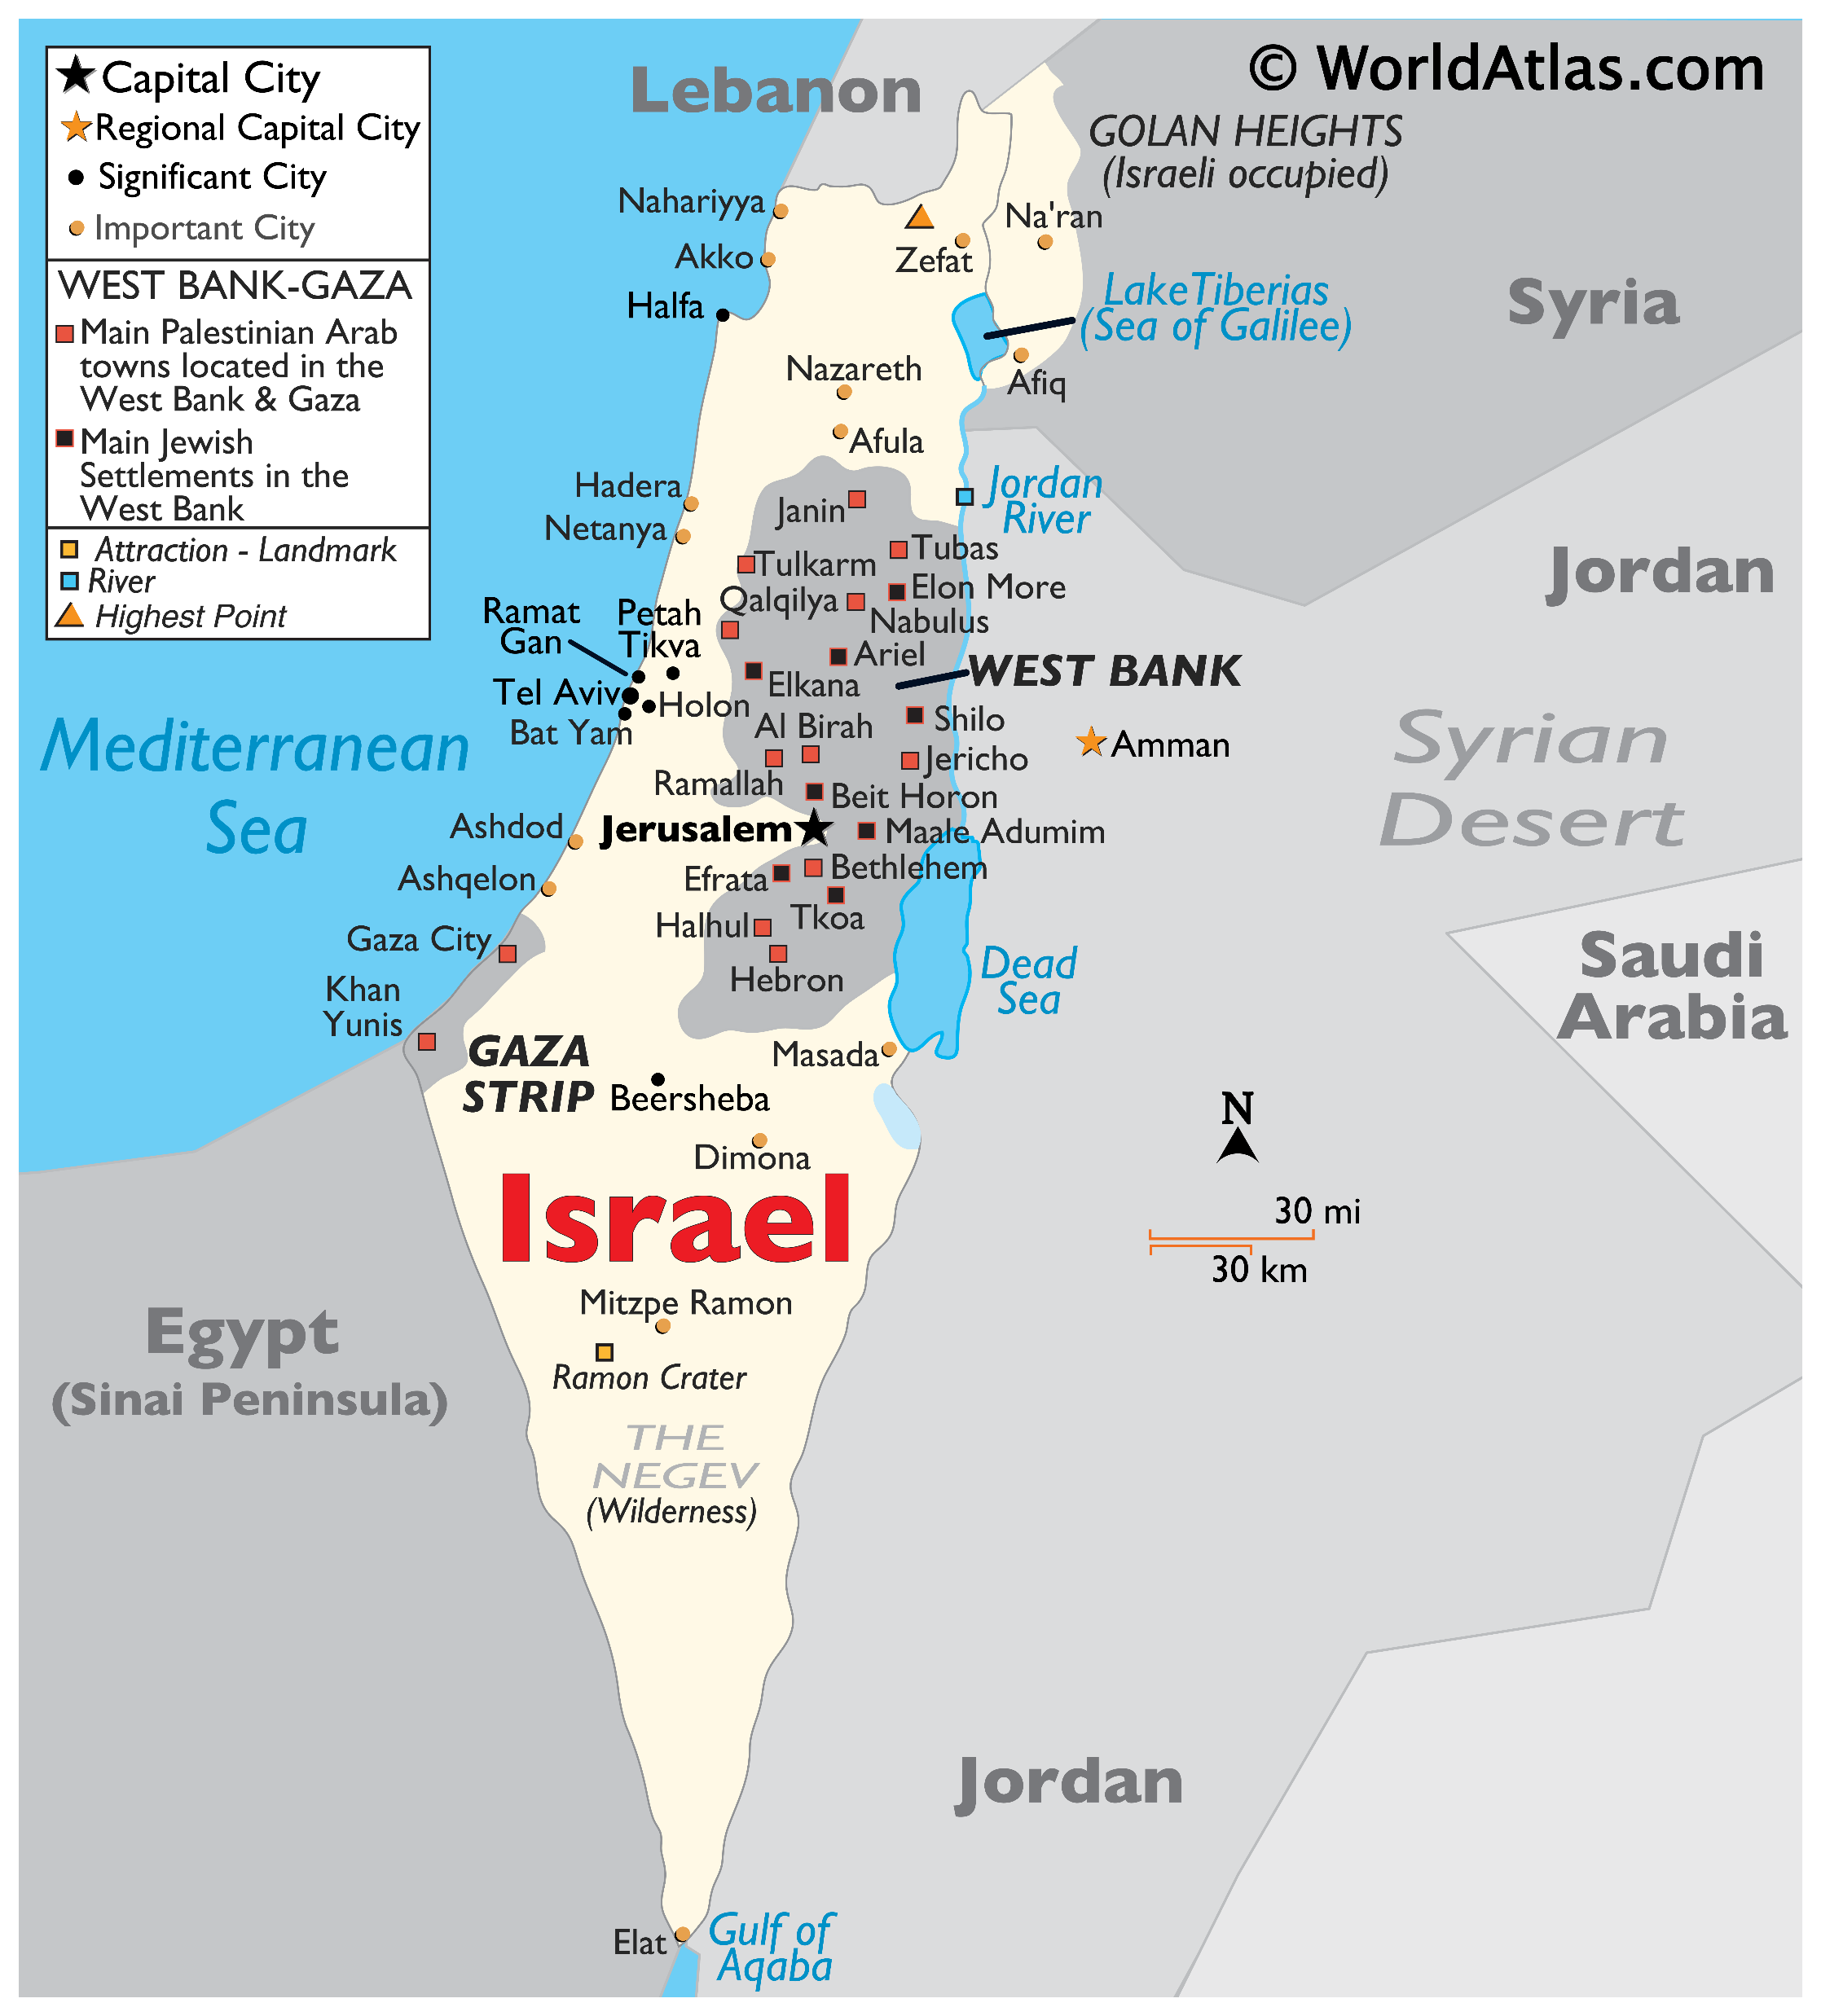 Capital City
Regional Capital City
Significant City
Important City
WEST BANK-GAZA
Main Palestinian Arab
towns located in the
West Bank & Gaza
Main Jewish
Settlements in the
West Bank
Attraction - Landmark
River
Highest Point
© WorldAtlas.com
Lebanon
GOLAN HEIGHTS
(Israeli occupied)
Nahariyya
Na'ran
Akko
Zefat
Halfa
LakeTiberias
(Sea of Galilee)
Syria
Nazareth
Afiq
Afula
Hadera
Jordan
River
Janin
Netanya
Tubas
Tulkarm
Jordan
Elon More
Qalqilya
Nabulus
Ramat
Gan
Petah
Tikva
Ariel
WEST BANK
Elkana
Tel Aviv
Holon
Shilo
Bat Yam
Al Birah
Amman
Jericho
Mediterranean
Sea
Syrian
Desert
Ramallah
Beit Horon
Ashdod
Jerusalem
Maale Adumim
Bethlehem
Ashqelon
Efrata
Tkoa
Halhul
Gaza City
Hebron
Dead
Sea
Saudi
Arabia
Khan
Yunis
GAZA
STRIP
Masada
Beersheba
N
Dimona
Israel
30 mi
30 km
Mitzpe Ramon
Egypt
(Sinai Peninsula)
Ramon Crater
THE
NEGEV
(Wilderness)
Jordan
Elat
Gulf of
Aqaba